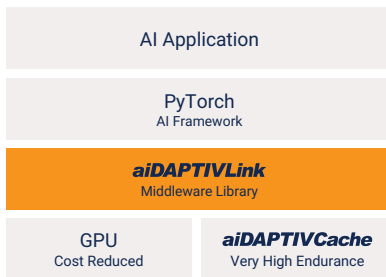 AI Application
PyTorch
AI Framework
aiDAPTIVLink
Middleware Library
GPU
Cost Reduced
aiDAPTIVCache
Very High Endurance